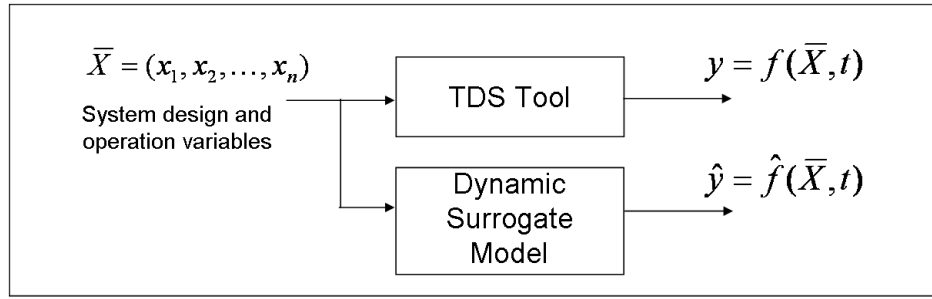 X̅ = (x₁, x₂, ..., xₙ)
System design and
operation variables
TDS Tool
y = f(X̅, t)
Dynamic
Surrogate
Model
ŷ = f̂(X̅, t)